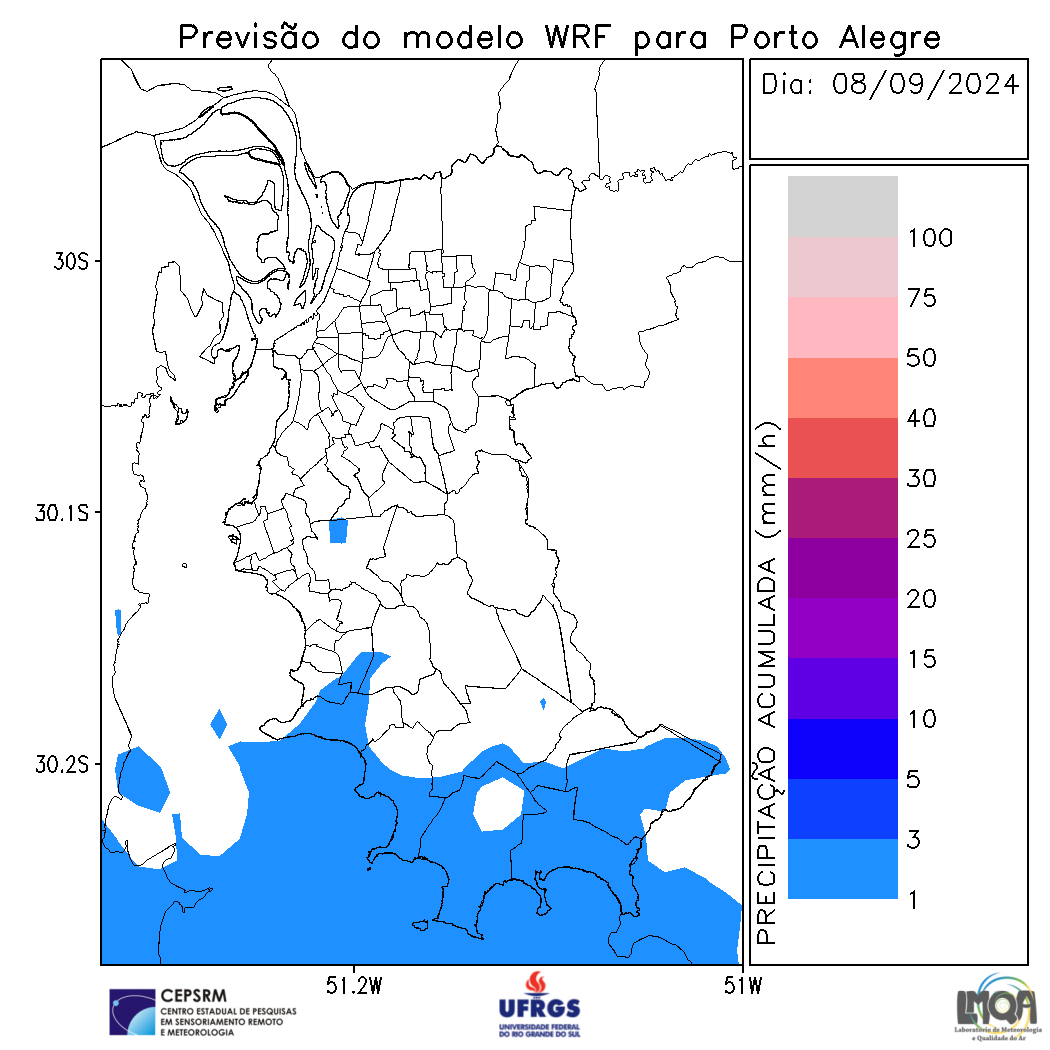 Previsão do modelo WRF para Porto Alegre
Dia: 08/09/2024
30S
30.1S
30.2S
51.2W
51W
PRECIPITAÇÃO ACUMULADA (mm/h)
100
75
50
40
30
25
20
15
10
5
3
1
CEPSRM
CENTRO ESTADUAL DE PESQUISAS
EM SENSORIAMENTO REMOTO
E METEOROLOGIA
UFRGS
UNIVERSIDADE FEDERAL
DO RIO GRANDE DO SUL
LMQA
Laboratório de Meteorologia
e Qualidade do Ar